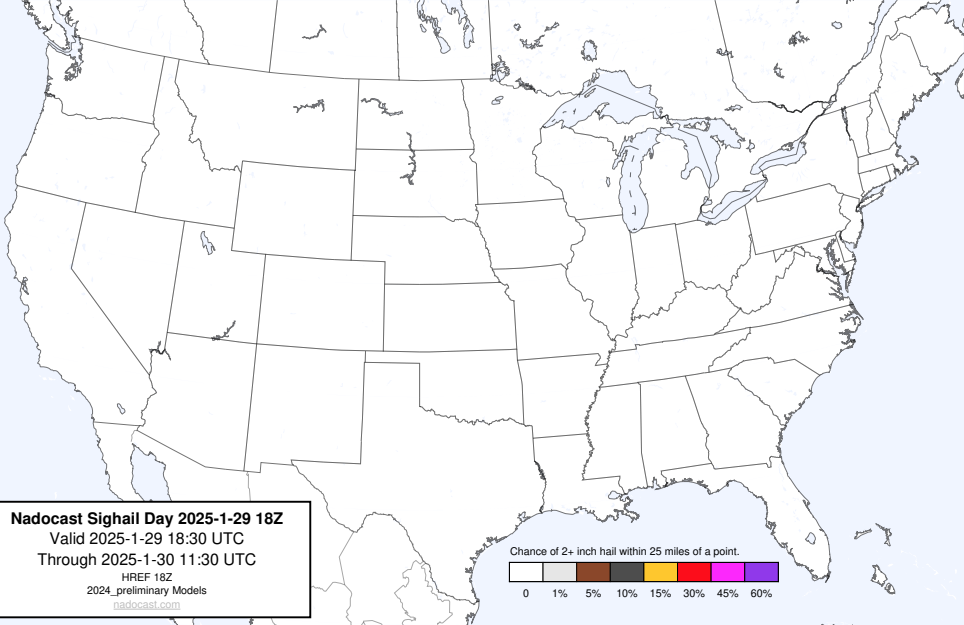 Nadocast Sighail Day 2025-1-29 18Z
Valid 2025-1-29 18:30 UTC
Through 2025-1-30 11:30 UTC
HREF 18Z
2024_preliminary Models
nadocast.com
Chance of 2+ inch hail within 25 miles of a point.
0 1% 5% 10% 15% 30% 45% 60%